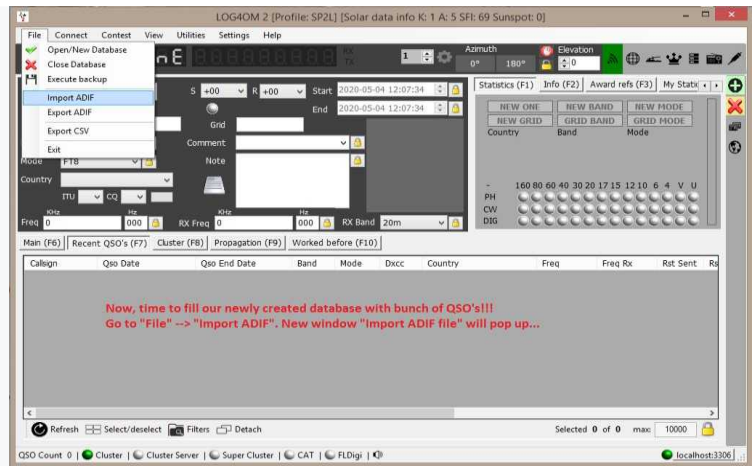 LOG4OM 2 [Profile: SP2L] [Solar data info K: 1 A: 5 SFI: 69 Sunspot: 0]
File Connect Contest View Utilities Settings Help
Open/New Database
Close Database
Execute backup
Import ADIF
Export ADIF
Export CSV
Exit
n E RX TX 1 Azimuth 0° 180° Elevation 0
S +00 R +00 Start 2020-05-04 12:07:34
End 2020-05-04 12:07:34
Grid
Comment
Mode FT8 Note
Country
ITU CQ
KHz Hz KHz Hz
Freq 0 000 RX Freq 0 000 RX Band 20m
Statistics (F1) Info (F2) Award refs (F3) My Statis
NEW ONE NEW BAND NEW MODE
NEW GRID GRID BAND GRID MODE
Country Band Mode
- 160 80 60 40 30 20 17 15 12 10 6 4 V U
PH
CW
DIG
Main (F6) Recent QSO's (F7) Cluster (F8) Propagation (F9) Worked before (F10)
Callsign Qso Date Qso End Date Band Mode Dxcc Country Freq Freq Rx Rst Sent Rs
Now, time to fill our newly created database with bunch of QSO's!!!
Go to "File" --> "Import ADIF". New window "Import ADIF file" will pop up...
Refresh Select/deselect Filters Detach Selected 0 of 0 max: 10000
QSO Count 0 | Cluster | Cluster Server | Super Cluster | CAT | FLDigi | localhost:3306